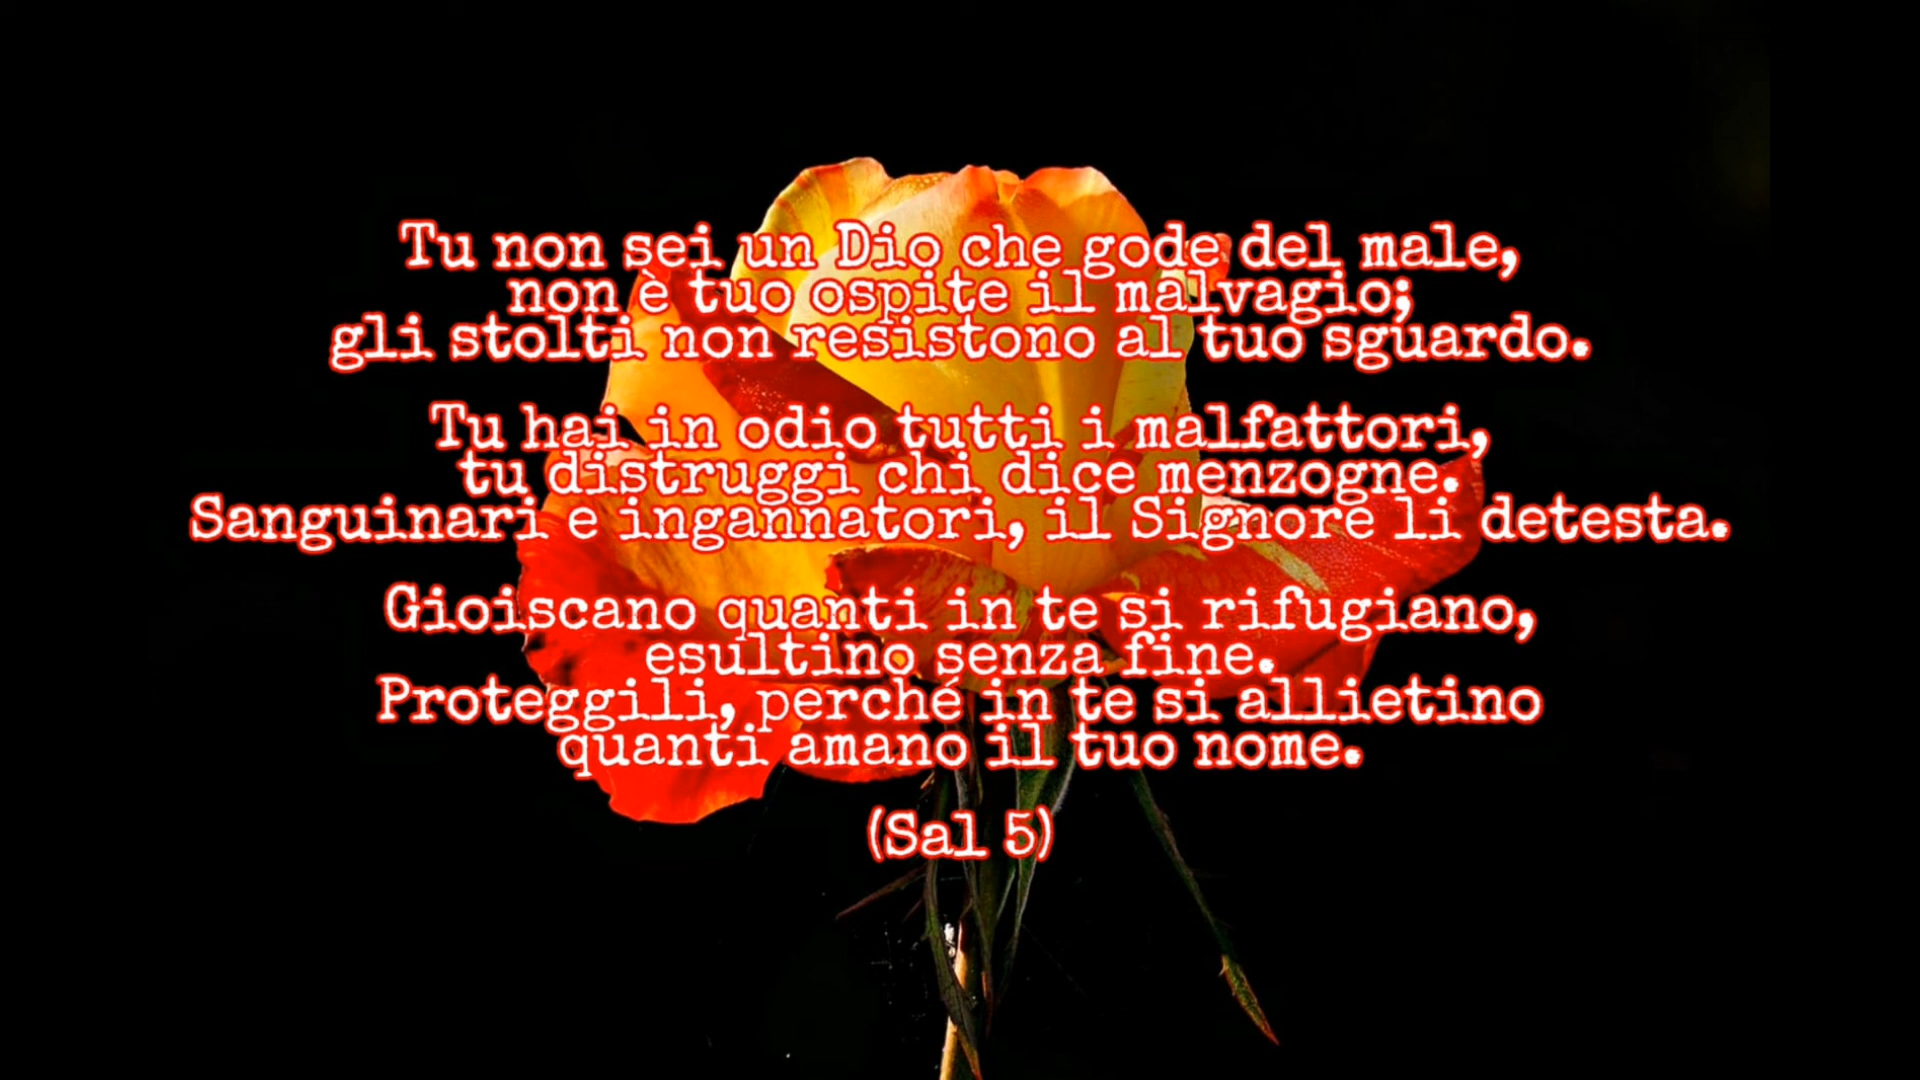 Tu non sei un Dio che gode del male,
non è tuo ospite il malvagio;
gli stolti non resistono al tuo sguardo.
Tu hai in odio tutti i malfattori,
tu distruggi chi dice menzogne.
Sanguinari e ingannatori, il Signore li detesta.
Gioiscano quanti in te si rifugiano,
esultino senza fine.
Proteggili, perché in te si allietino
quanti amano il tuo nome.
(Sal 5)